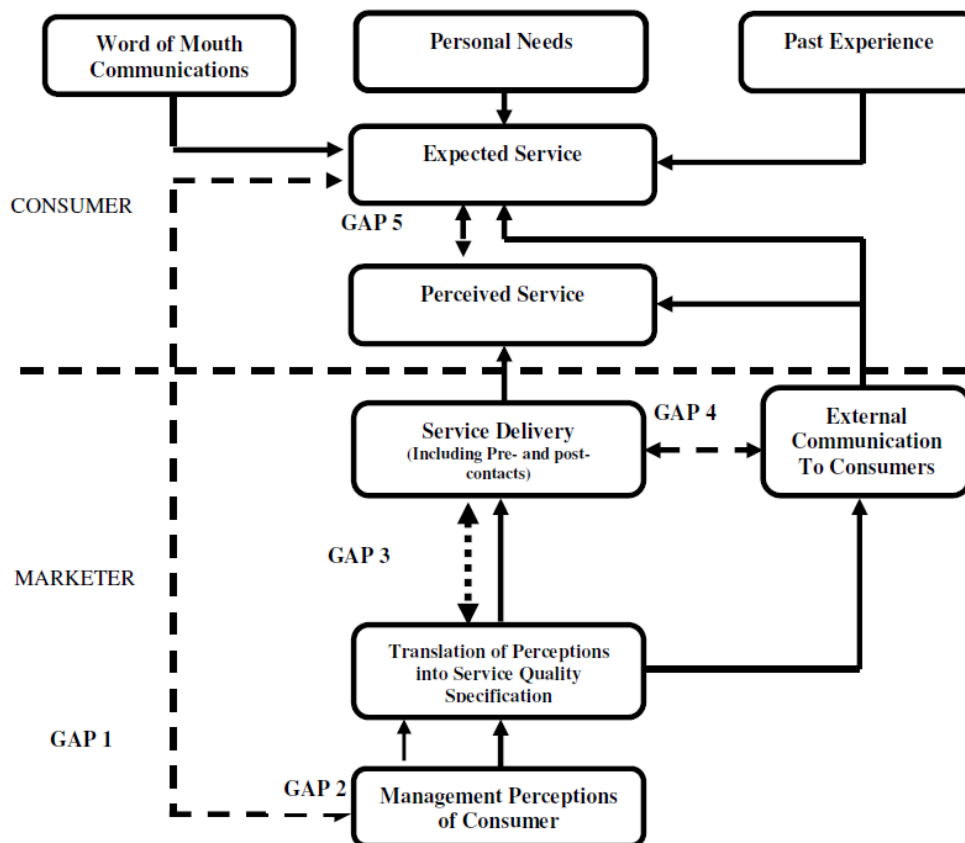 Word of Mouth
Communications
Personal Needs
Past Experience
Expected Service
CONSUMER
GAP 5
Perceived Service
GAP 4
Service Delivery
(Including Pre- and post-
contacts)
External
Communication
To Consumers
GAP 3
MARKETER
Translation of Perceptions
into Service Quality
Specification
GAP 1
GAP 2
Management Perceptions
of Consumer